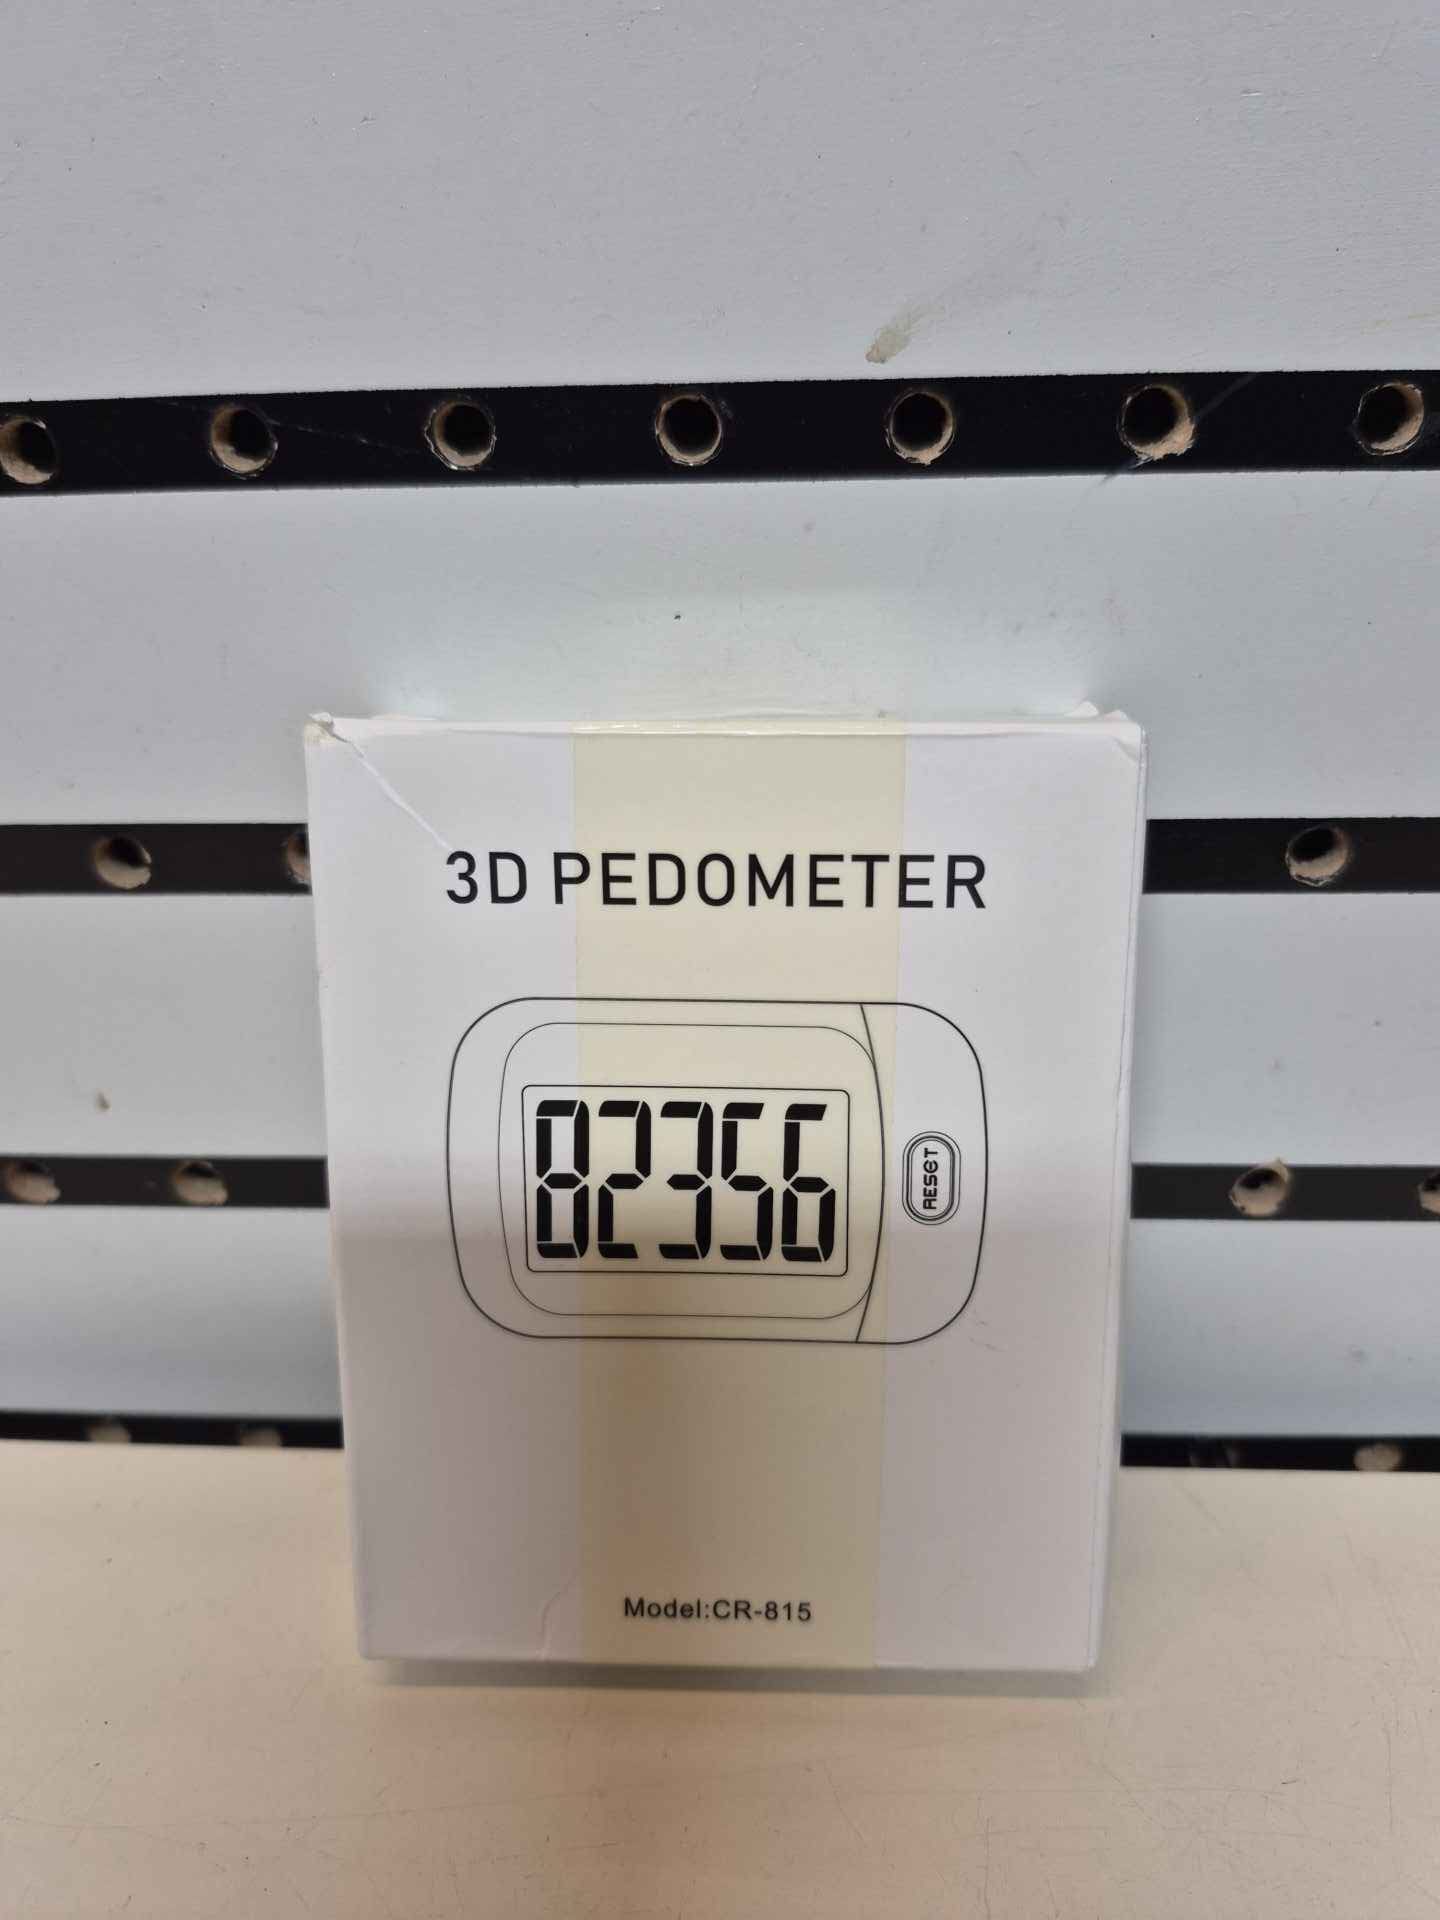 3D PEDOMETER
82356
RESET
Model:CR-815